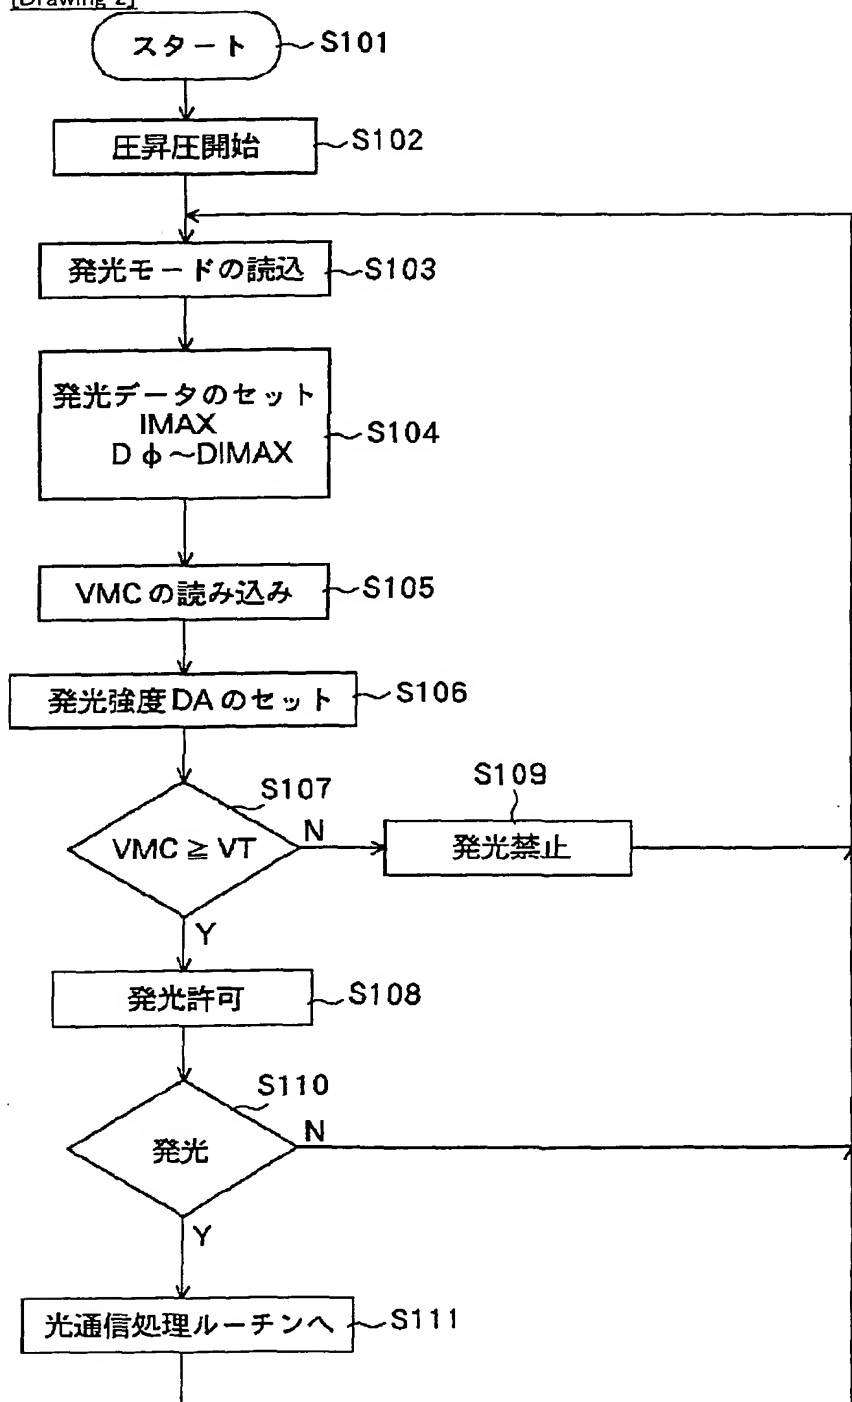 [Drawing 2]
スタート
S101
圧昇圧開始
S102
発光モードの読込
S103
発光データのセット
IMAX
Dφ～DIMAX
S104
VMCの読み込み
S105
発光強度DAのセット
S106
S107
VMC ≧ VT
N
S109
発光禁止
Y
発光許可
S108
S110
発光
N
Y
光通信処理ルーチンへ
S111